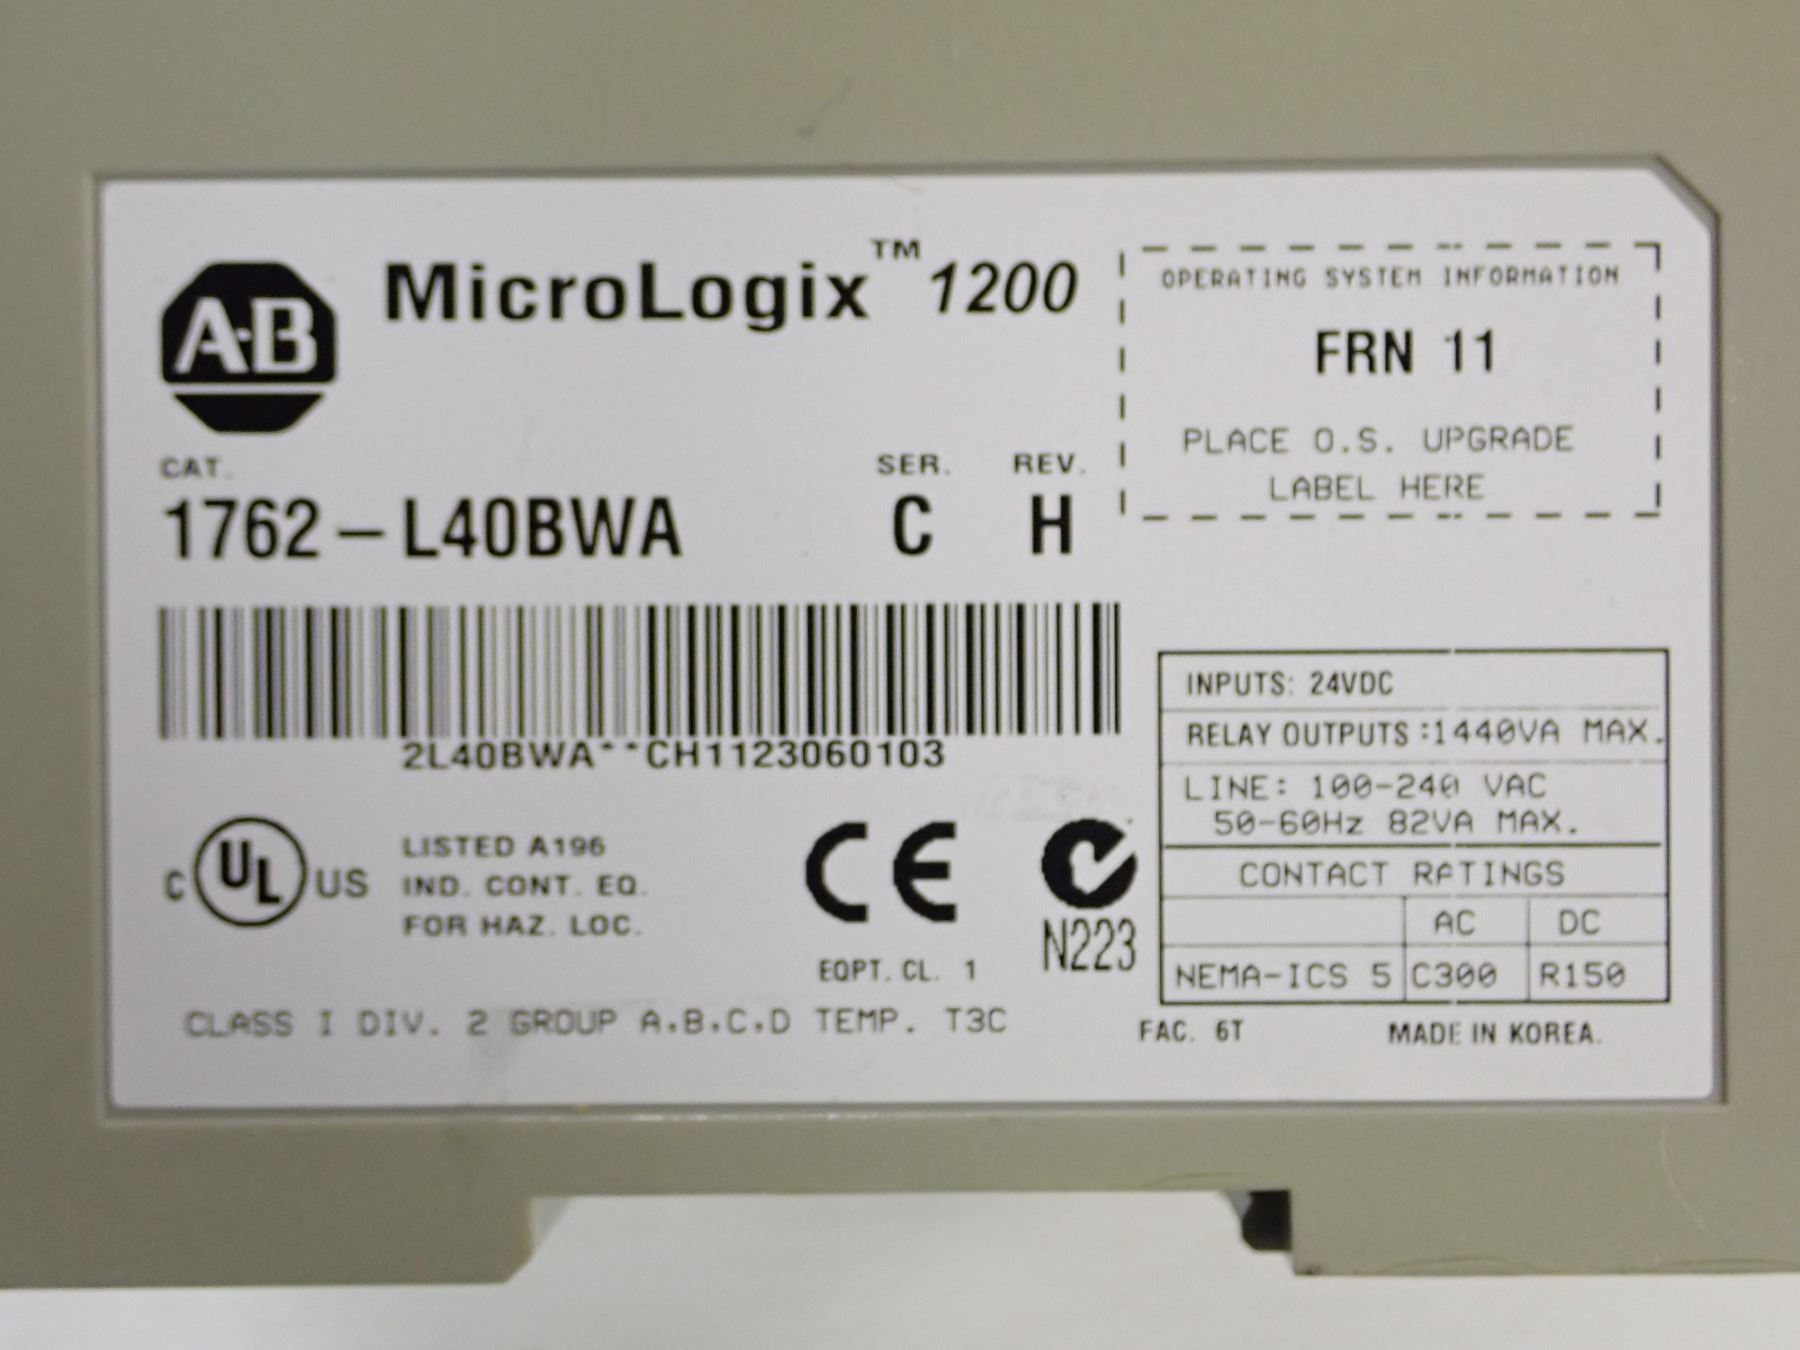 A-B
MicroLogix™ 1200
OPERATING SYSTEM INFORMATION
FRN 11
PLACE O.S. UPGRADE
LABEL HERE
CAT. SER. REV.
1762-L40BWA C H
2L40BWA**CH1123060103
INPUTS: 24VDC
RELAY OUTPUTS :1440VA MAX.
LINE: 100-240 VAC
50-60Hz 82VA MAX.
CONTACT RATINGS
AC DC
NEMA-ICS 5 C300 R150
C UL US
LISTED A196
IND. CONT. EQ.
FOR HAZ. LOC.
CE
EQPT. CL. 1
N223
CLASS I DIV. 2 GROUP A,B,C,D TEMP. T3C
FAC. 6T MADE IN KOREA.